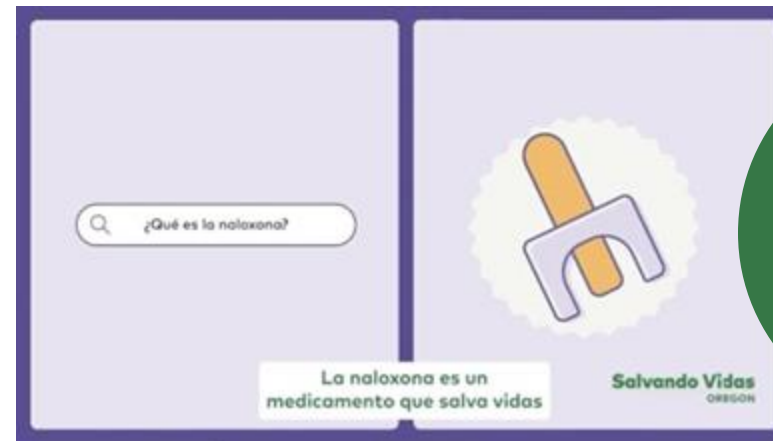 ¿Qué es la naloxona?
La naloxona es un
medicamento que salva vidas
Salvando Vidas
OREGON